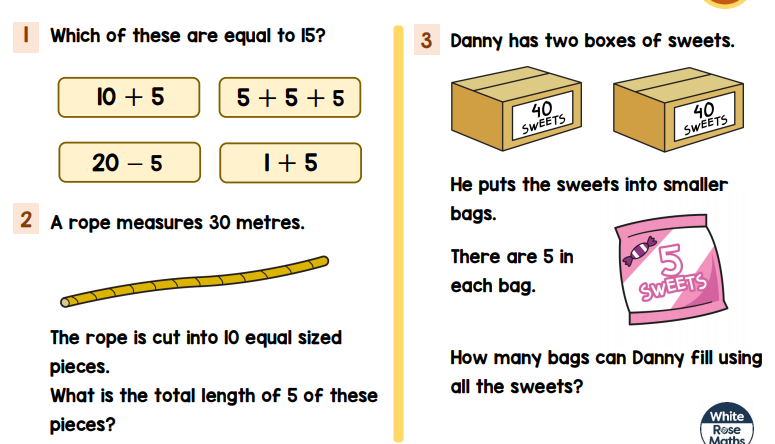 1 Which of these are equal to 15?
10 + 5
5 + 5 + 5
20 − 5
1 + 5
2 A rope measures 30 metres.
The rope is cut into 10 equal sized
pieces.
What is the total length of 5 of these
pieces?
3 Danny has two boxes of sweets.
40
SWEETS
40
SWEETS
He puts the sweets into smaller
bags.
There are 5 in
each bag.
5
SWEETS
How many bags can Danny fill using
all the sweets?
White
Rose
Maths